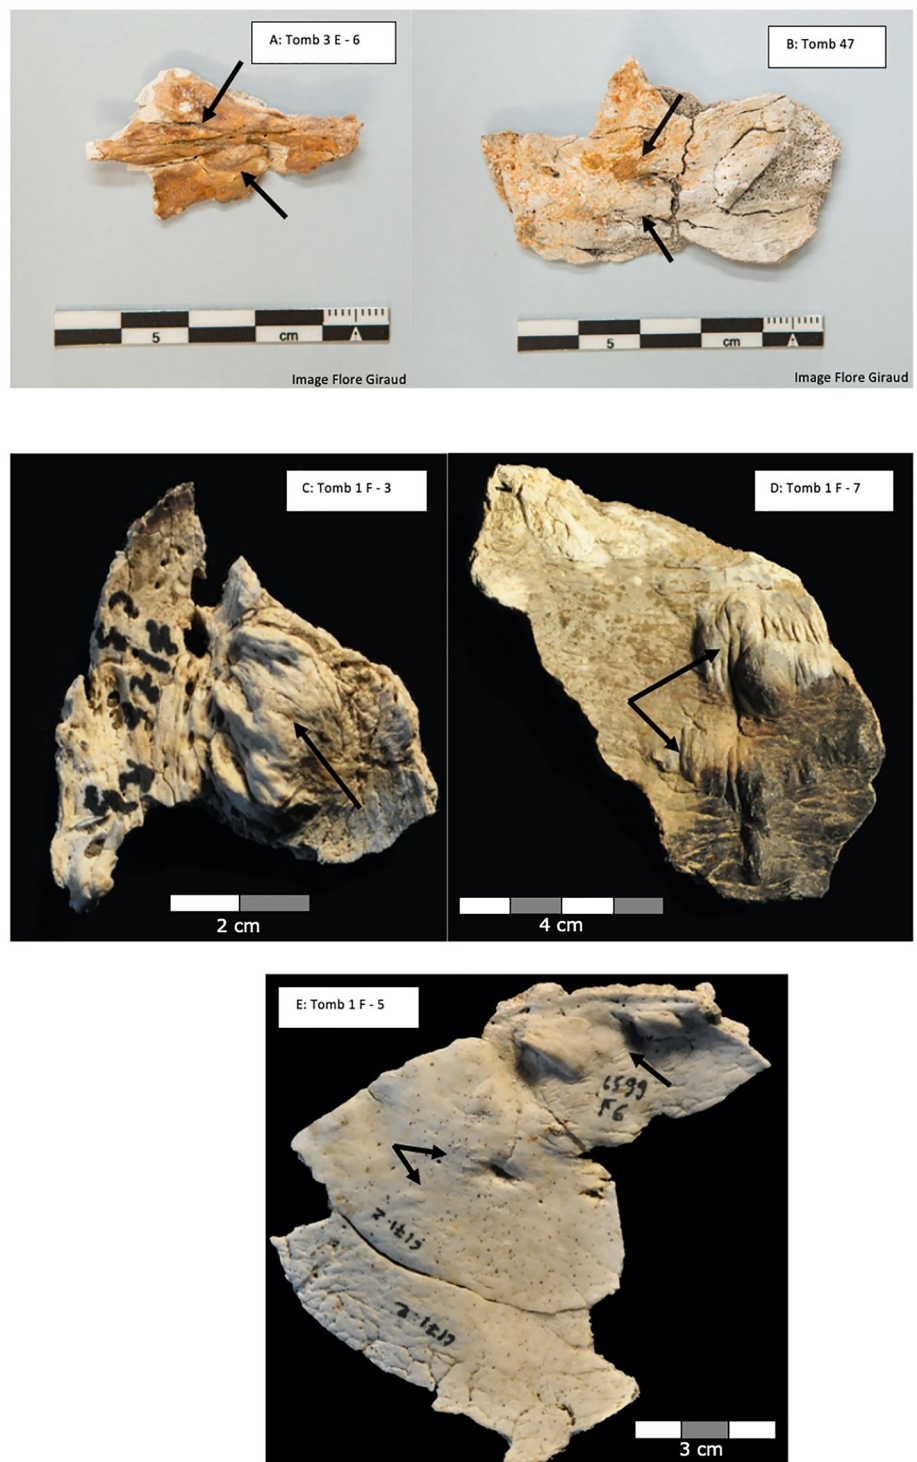 A: Tomb 3 E - 6
5 cm
Image Flore Giraud
B: Tomb 47
5 cm
Image Flore Giraud
C: Tomb 1 F - 3
2 cm
D: Tomb 1 F - 7
4 cm
E: Tomb 1 F - 5
6599
F6
3 cm